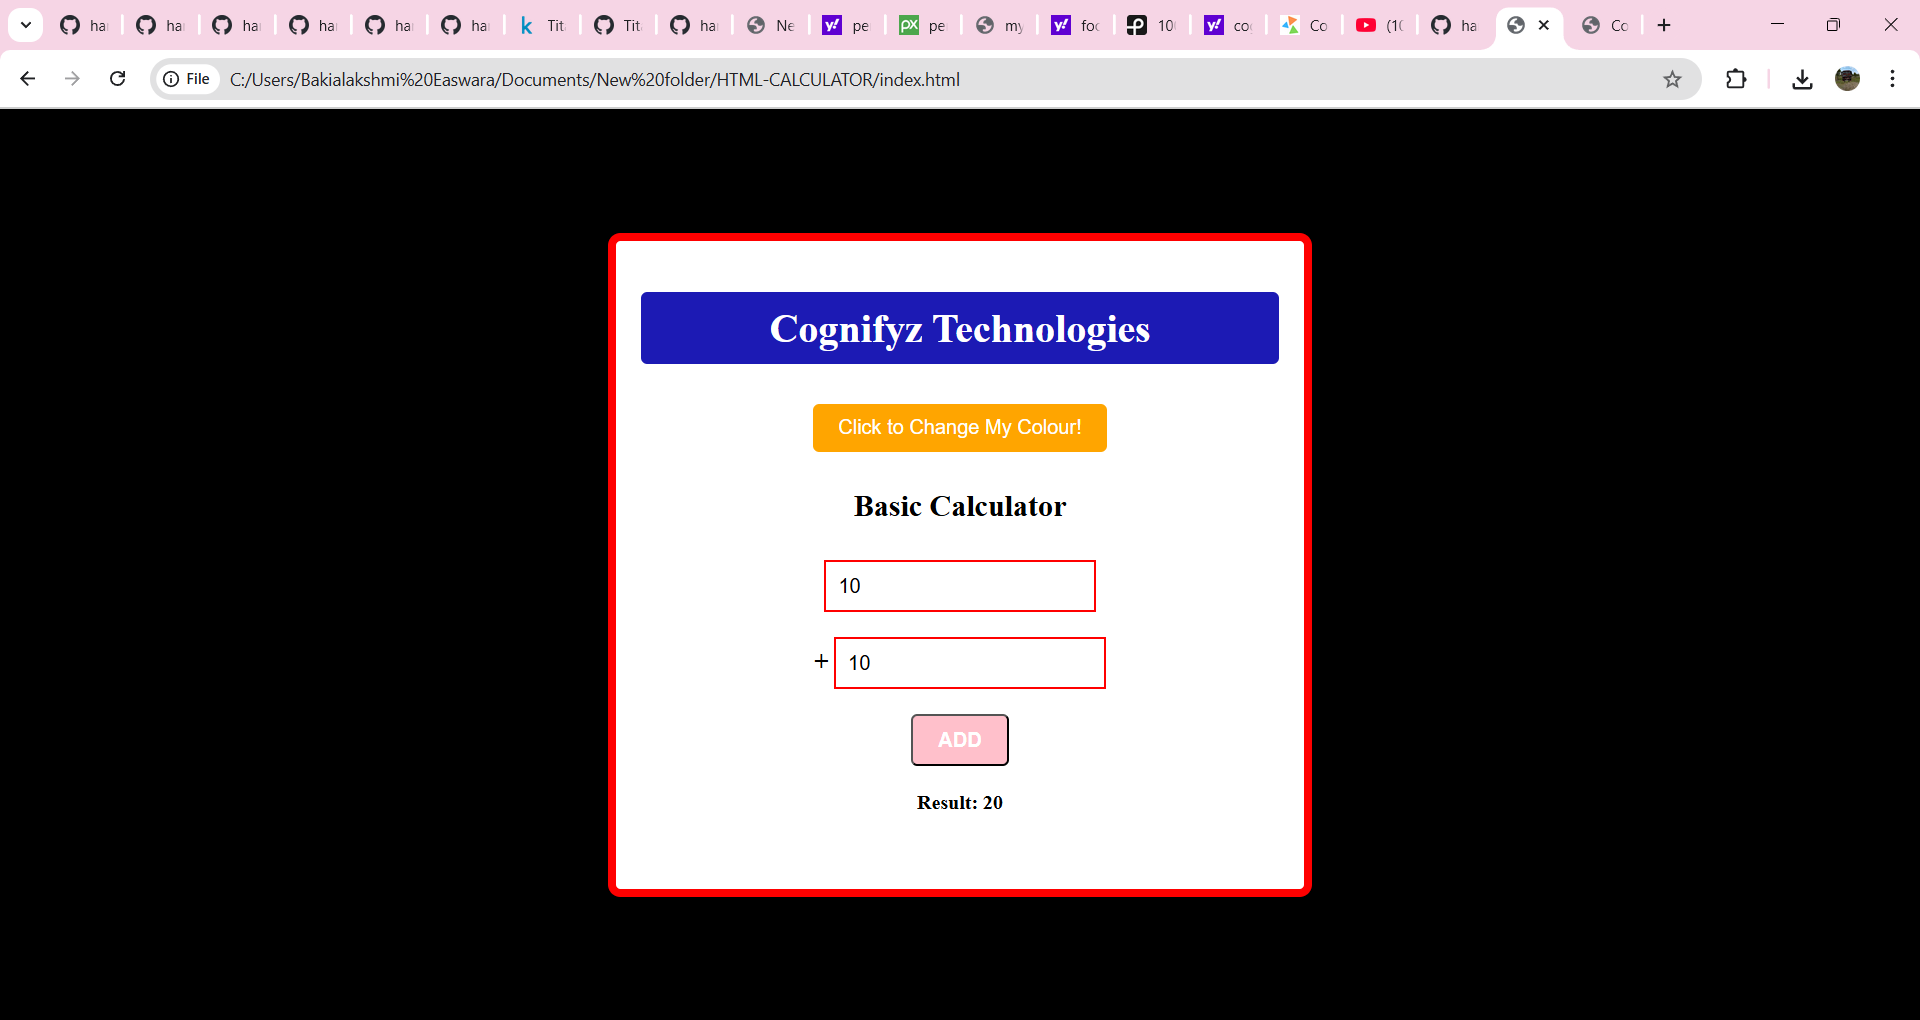 ha ha ha ha ha ha Tit Tit ha Ne pe pe my foo 10 co Co (10 ha Co
File C:/Users/Bakialakshmi%20Easwara/Documents/New%20folder/HTML-CALCULATOR/index.html
Cognifyz Technologies
Click to Change My Colour!
Basic Calculator
10
+ 10
ADD
Result: 20